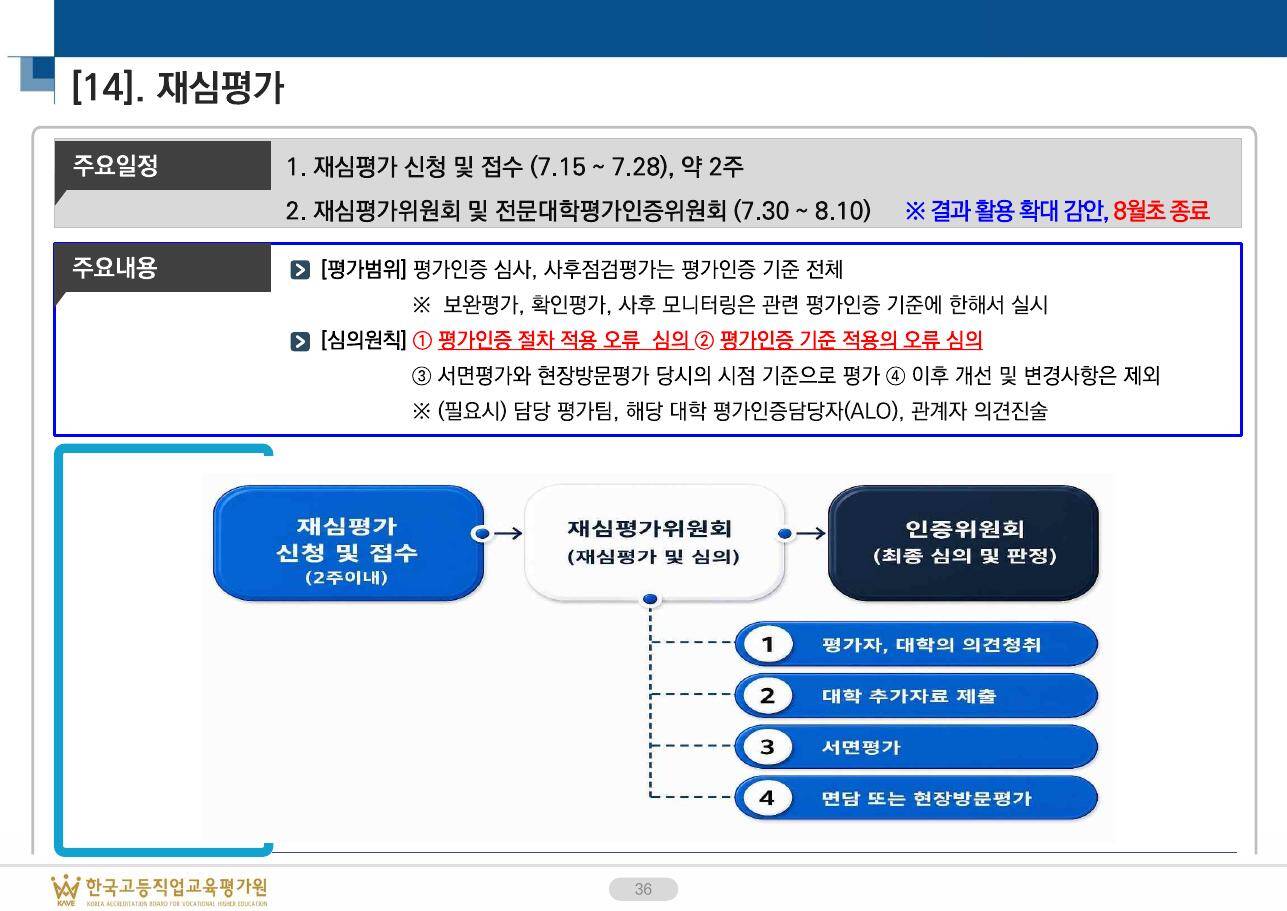 [14]. 재심평가
주요일정
1. 재심평가 신청 및 접수 (7.15 ~ 7.28), 약 2주
2. 재심평가위원회 및 전문대학평가인증위원회 (7.30 ~ 8.10) ※ 결과 활용 확대 감안, 8월초 종료
주요내용
[평가범위] 평가인증 심사, 사후점검평가는 평가인증 기준 전체
※ 보완평가, 확인평가, 사후 모니터링은 관련 평가인증 기준에 한해서 실시
[심의원칙] ① 평가인증 절차 적용 오류 심의 ② 평가인증 기준 적용의 오류 심의
③ 서면평가와 현장방문평가 당시의 시점 기준으로 평가 ④ 이후 개선 및 변경사항은 제외
※ (필요시) 담당 평가팀, 해당 대학 평가인증담당자(ALO), 관계자 의견진술
재심평가
신청 및 접수
(2주이내)
재심평가위원회
(재심평가 및 심의)
인증위원회
(최종 심의 및 판정)
1 평가자, 대학의 의견청취
2 대학 추가자료 제출
3 서면평가
4 면담 또는 현장방문평가
KAVE 한국고등직업교육평가원
KOREA ACCREDITATION BOARD FOR VOCATIONAL HIGHER EDUCATION
36